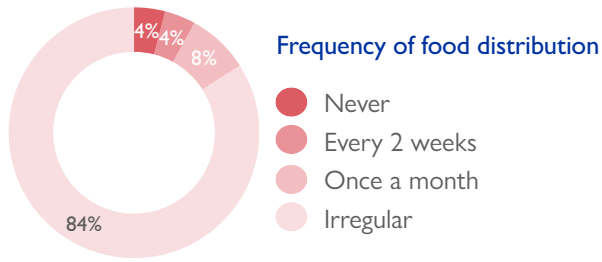 4%
4%
8%
84%
Frequency of food distribution
Never
Every 2 weeks
Once a month
Irregular